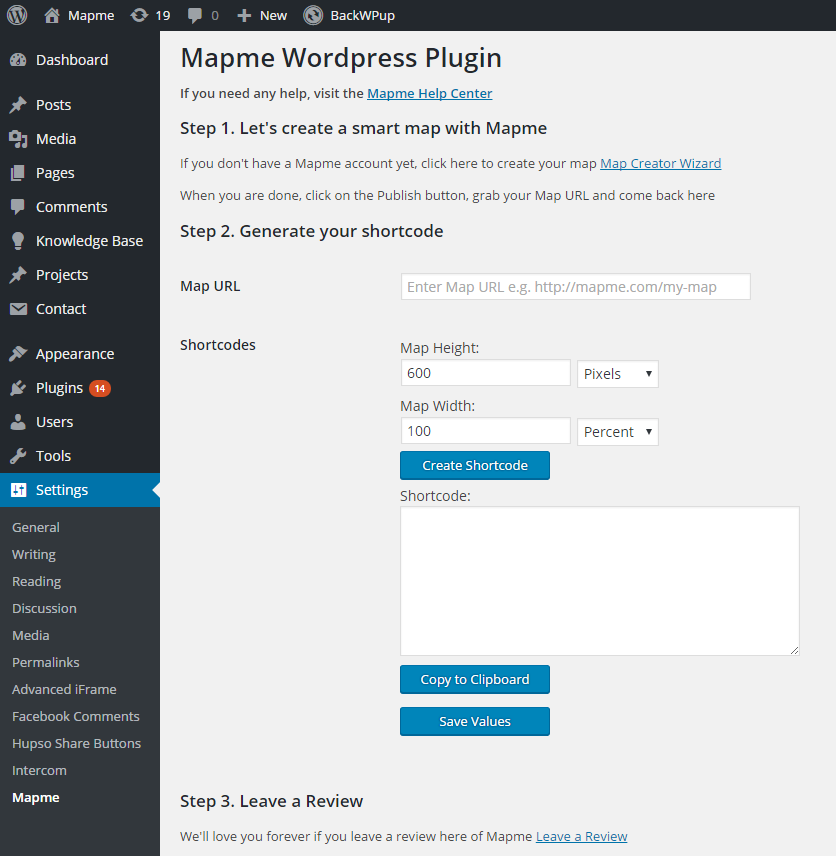 Mapme 19 0 New BackWPup
Dashboard
Posts
Media
Pages
Comments
Knowledge Base
Projects
Contact
Appearance
Plugins 14
Users
Tools
Settings
General
Writing
Reading
Discussion
Media
Permalinks
Advanced iFrame
Facebook Comments
Hupso Share Buttons
Intercom
Mapme
Mapme Wordpress Plugin
If you need any help, visit the Mapme Help Center
Step 1. Let's create a smart map with Mapme
If you don't have a Mapme account yet, click here to create your map Map Creator Wizard
When you are done, click on the Publish button, grab your Map URL and come back here
Step 2. Generate your shortcode
Map URL Enter Map URL e.g. http://mapme.com/my-map
Shortcodes
Map Height:
600 Pixels
Map Width:
100 Percent
Create Shortcode
Shortcode:
Copy to Clipboard
Save Values
Step 3. Leave a Review
We'll love you forever if you leave a review here of Mapme Leave a Review